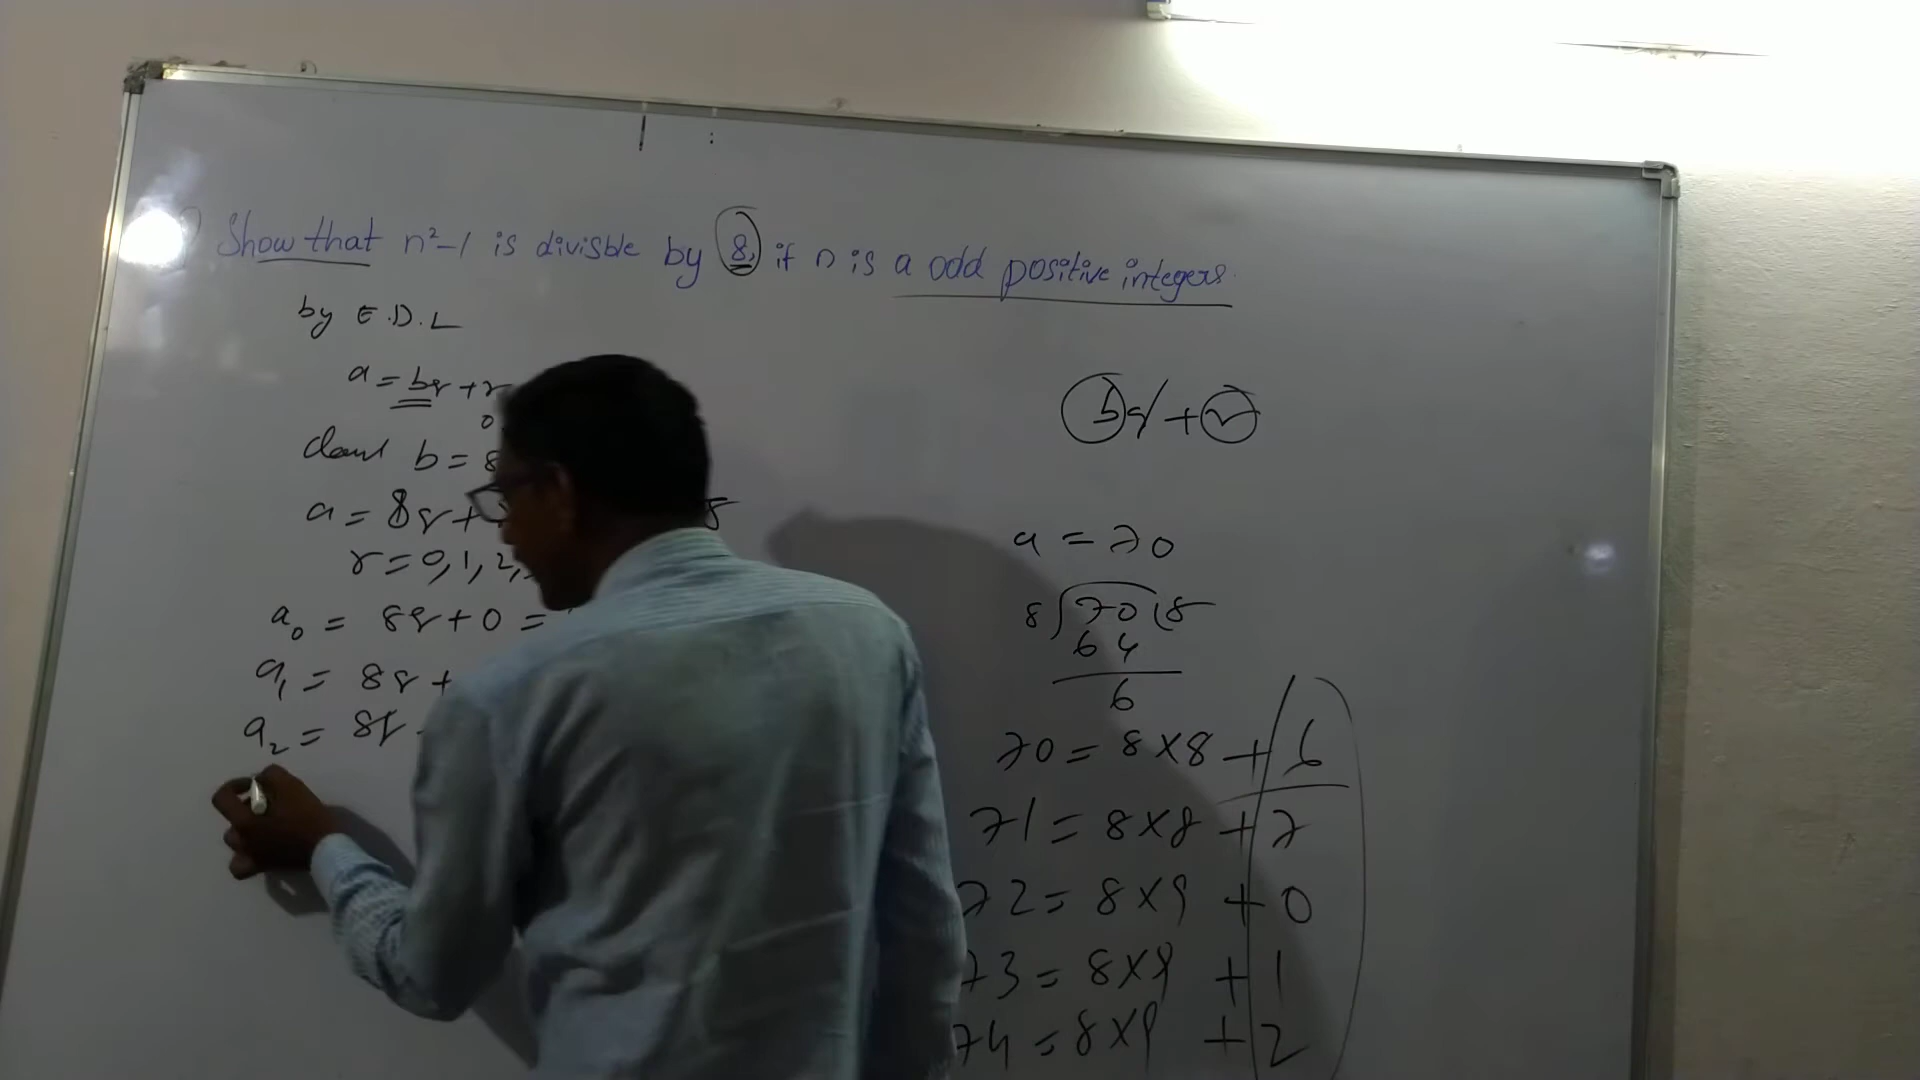 Show that n²-1 is divisble by 8, if n is a odd positive integers.
by E.D.L
a = bq + r
0
b = 8
a = 8q +
8
r = 0, 1, 2,
a₀ = 8q + 0 =
a₁ = 8q +
a₂ = 8q
bq + r
a = 70
8 ) 70 ( 8
64
6
70 = 8 × 8 + 6
71 = 8 × 8 + 7
72 = 8 × 9 + 0
73 = 8 × 9 + 1
74 = 8 × 9 + 2